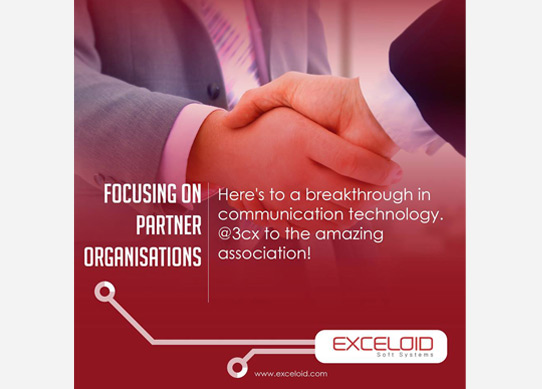 FOCUSING ON
PARTNER
ORGANISATIONS
Here's to a breakthrough in
communication technology.
@3cx to the amazing
association!
EXCELOID
Soft Systems
www.exceloid.com